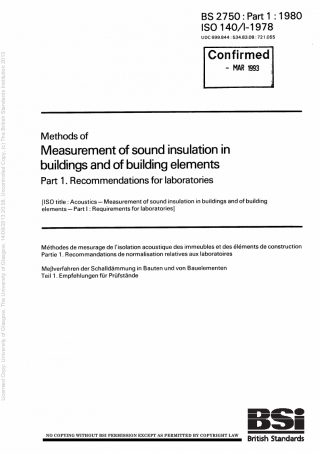 BS 2750 : Part 1 : 1980
ISO 140/I-1978
UDC 699.844 : 534.83.08 : 721.055
Confirmed
- MAR 1993
Methods of
Measurement of sound insulation in
buildings and of building elements
Part 1. Recommendations for laboratories
[ISO title : Acoustics — Measurement of sound insulation in buildings and of building
elements — Part I : Requirements for laboratories]
Méthodes de mesurage de l'isolation acoustique des immeubles et des éléments de construction
Partie 1. Recommandations de normalisation relatives aux laboratoires
Meßverfahren der Schalldämmung in Bauten und von Bauelementen
Teil 1. Empfehlungen für Prüfstände
BSi
British Standards
NO COPYING WITHOUT BSI PERMISSION EXCEPT AS PERMITTED BY COPYRIGHT LAW
Licensed Copy: University of Glasgow, The University of Glasgow, 14/06/2013 20:58, Uncontrolled Copy, (c) The British Standards Institution 2013